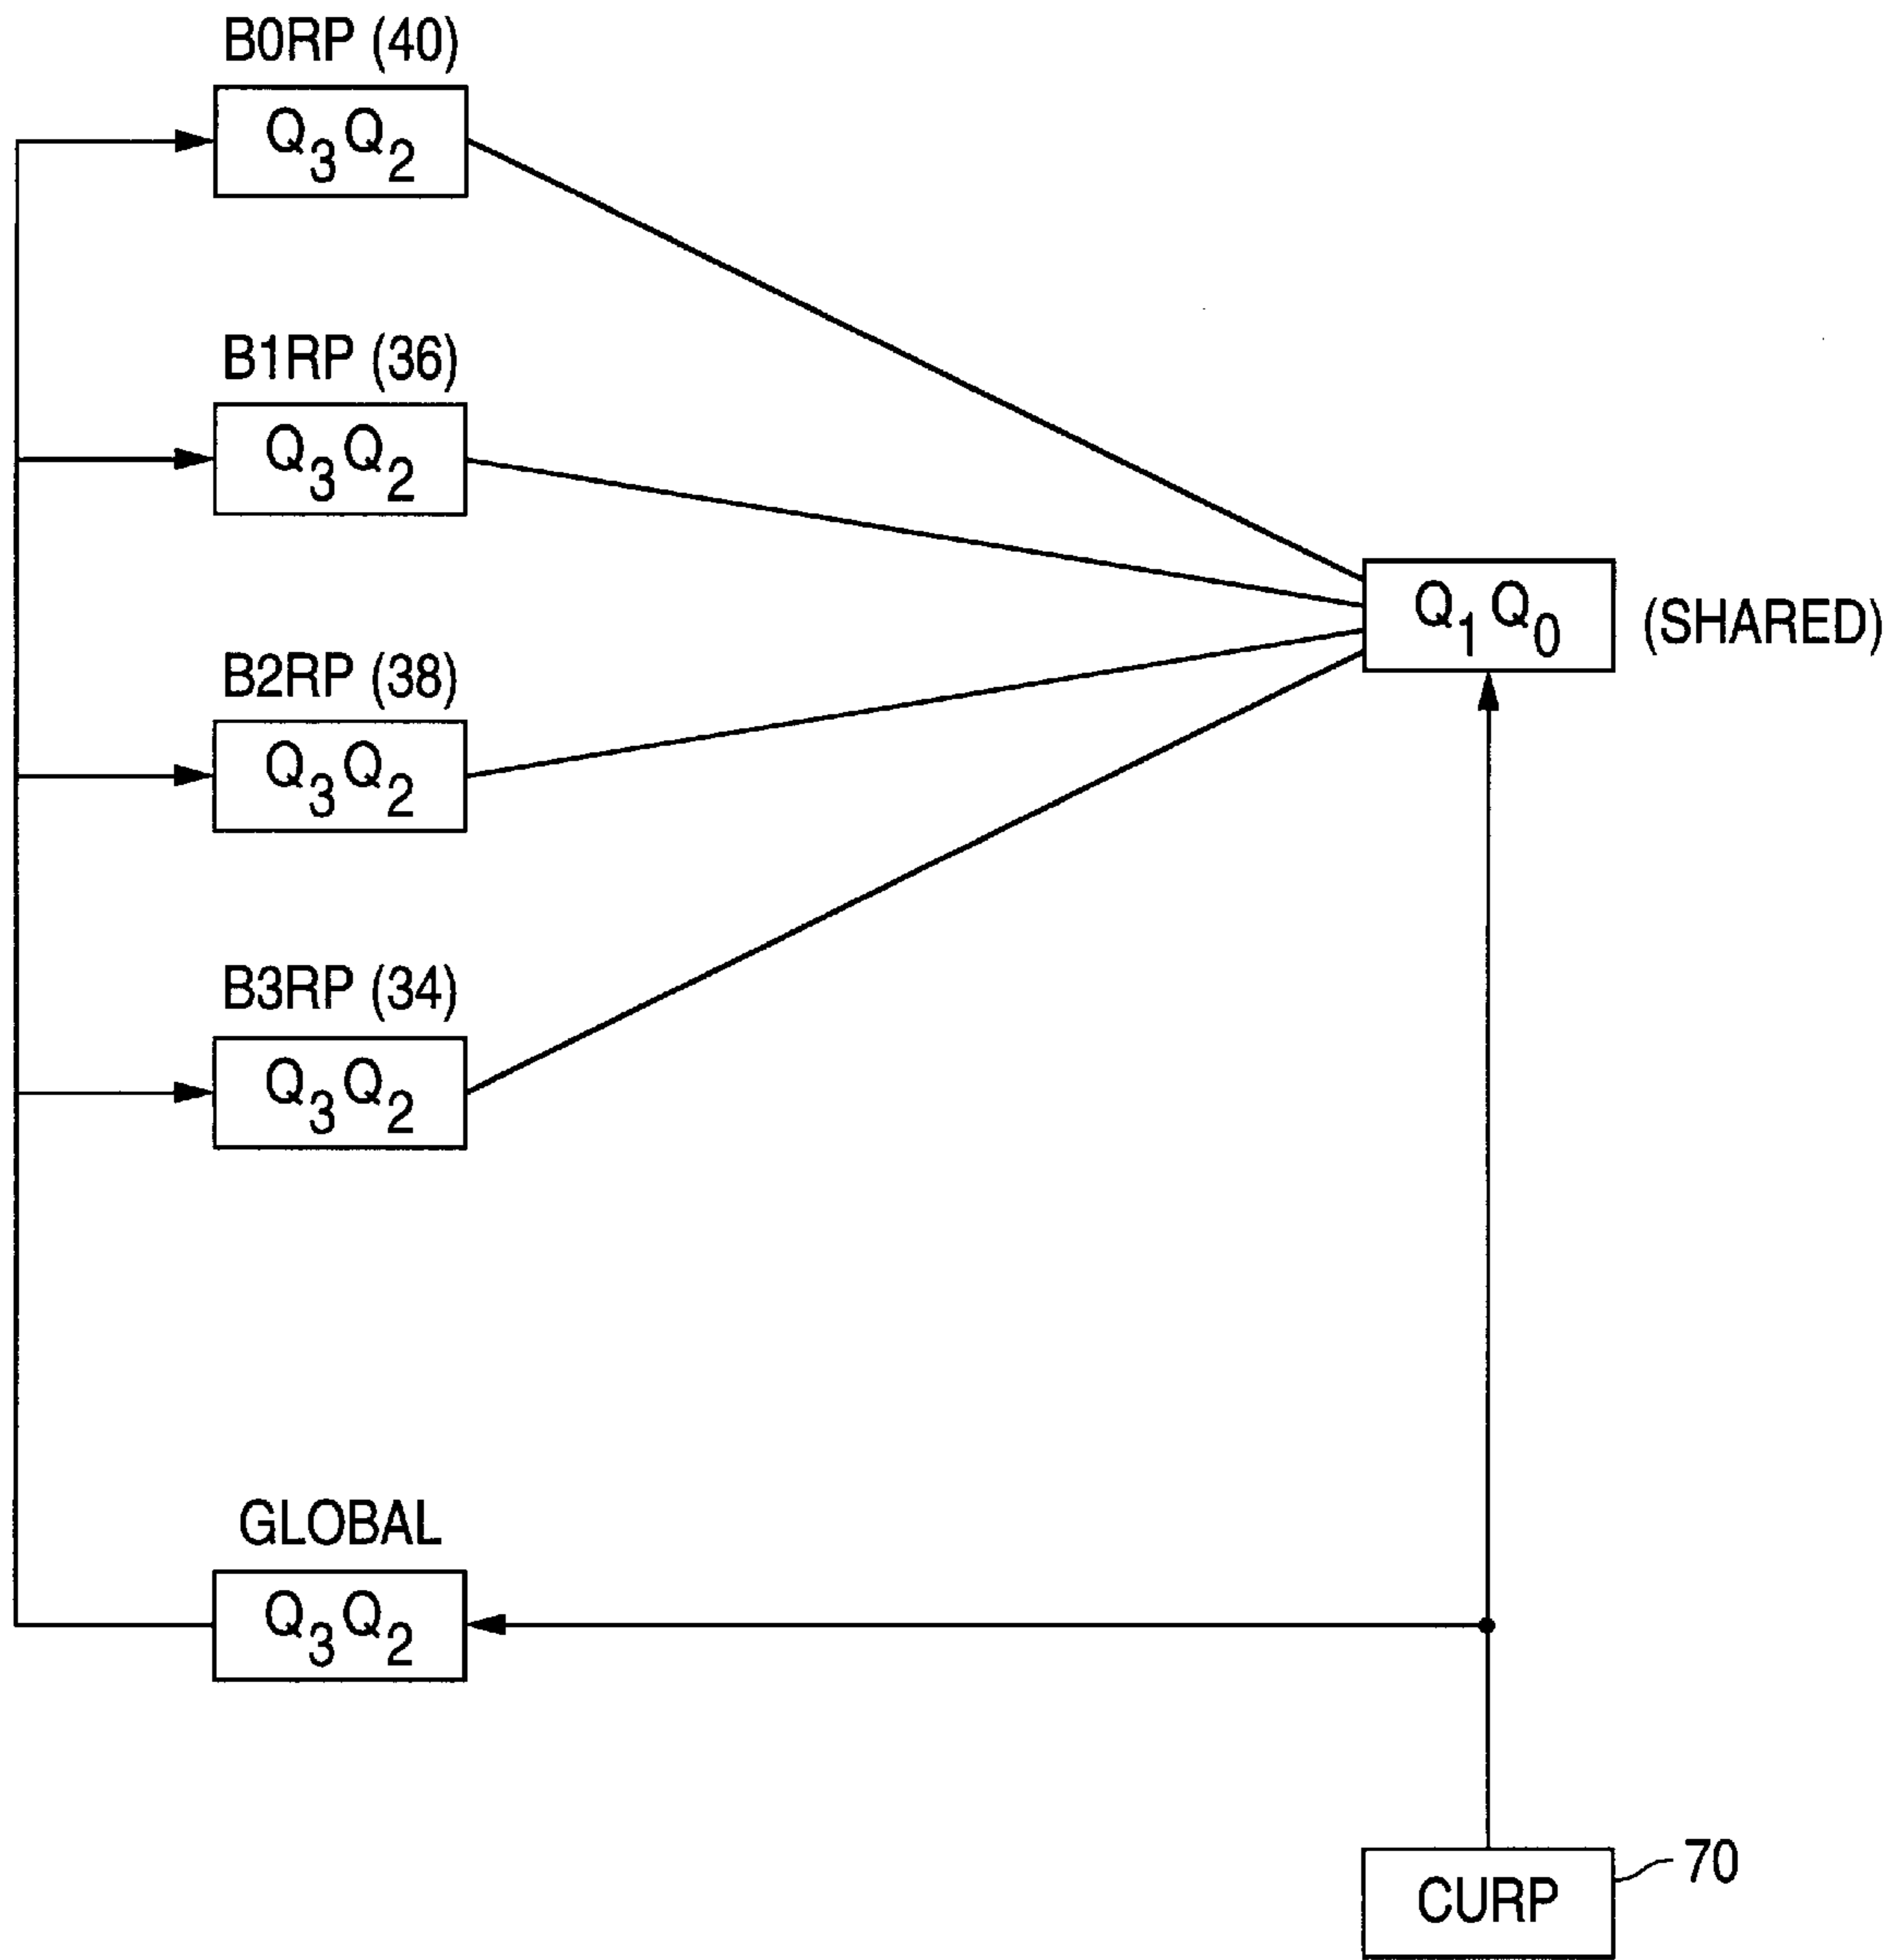 B0RP (40)
Q₃Q₂
B1RP (36)
Q₃Q₂
Q₁Q₀ (SHARED)
B2RP (38)
Q₃Q₂
B3RP (34)
Q₃Q₂
GLOBAL
Q₃Q₂
CURP 70